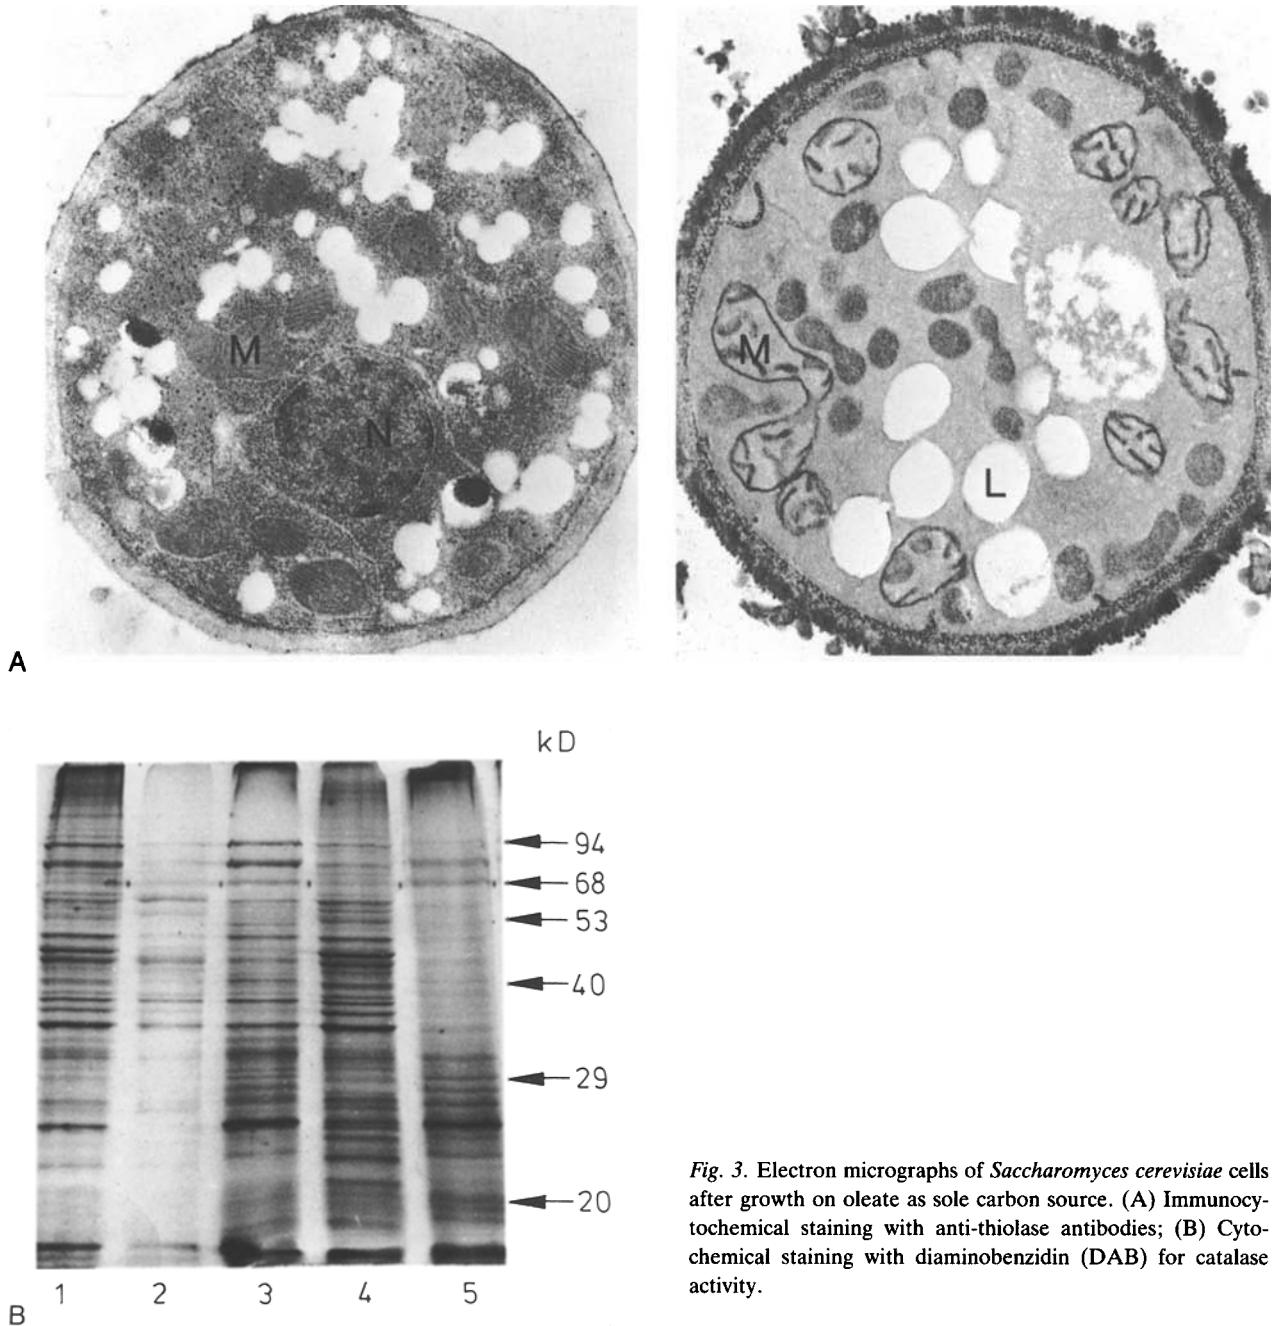 M
N
M
L
A
kD
94
68
53
40
29
20
1 2 3 4 5
B
Fig. 3. Electron micrographs of Saccharomyces cerevisiae cells
after growth on oleate as sole carbon source. (A) Immunocy-
tochemical staining with anti-thiolase antibodies; (B) Cyto-
chemical staining with diaminobenzidin (DAB) for catalase
activity.